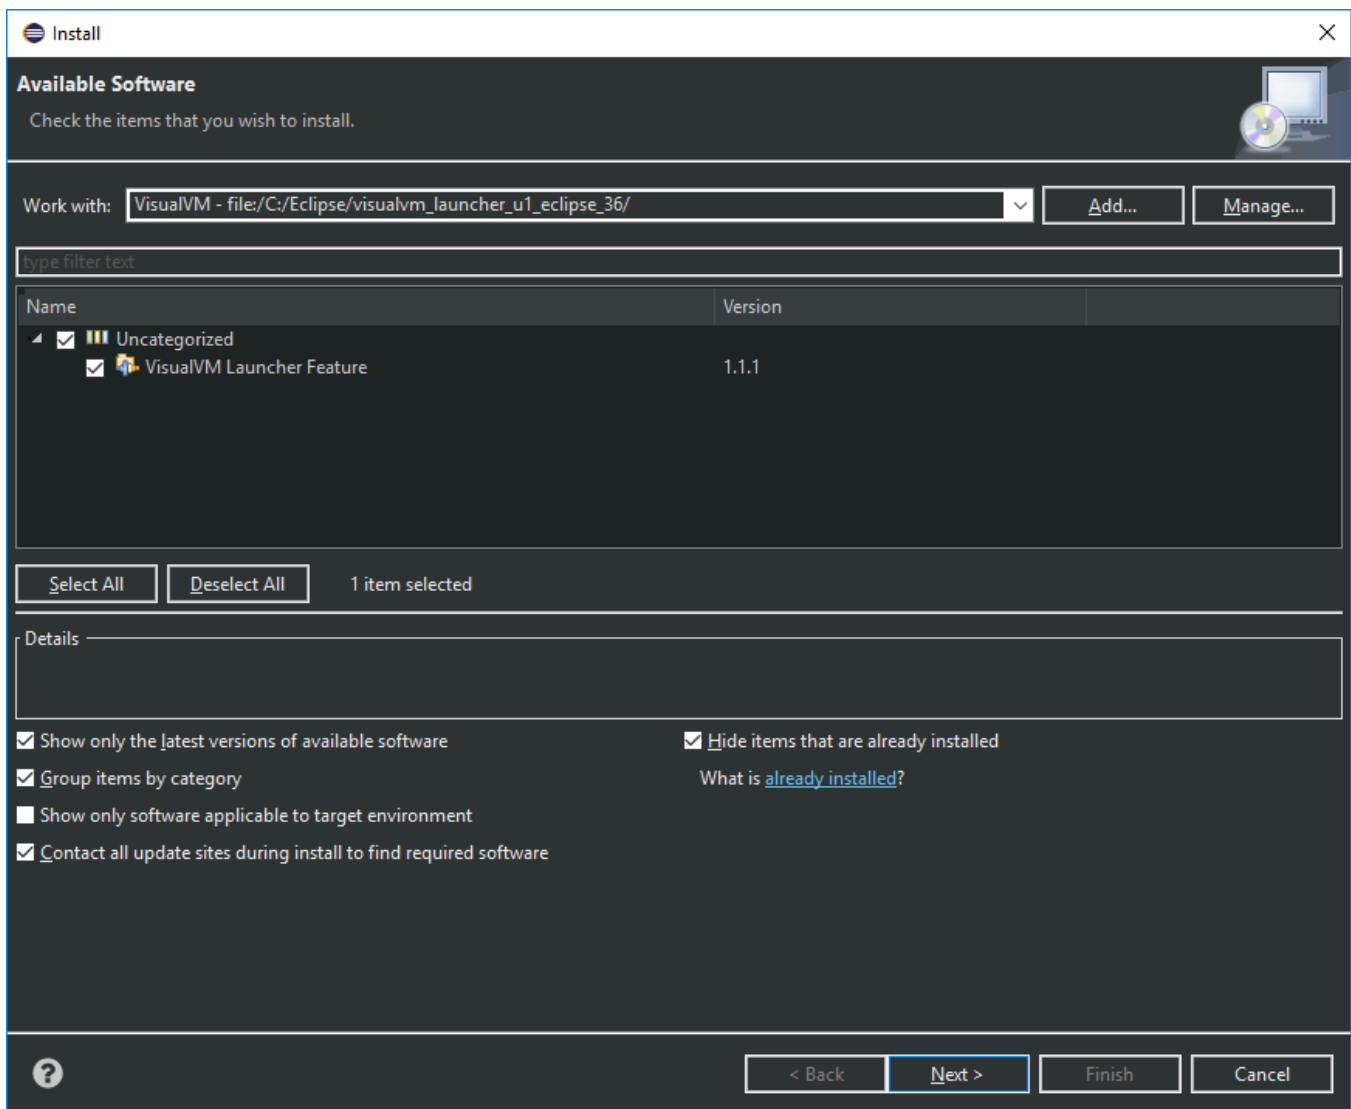 Install
Available Software
Check the items that you wish to install.
Work with: VisualVM - file:/C:/Eclipse/visualvm_launcher_u1_eclipse_36/ Add... Manage...
type filter text
Name Version
Uncategorized
VisualVM Launcher Feature 1.1.1
Select All Deselect All 1 item selected
Details
Show only the latest versions of available software Hide items that are already installed
Group items by category What is already installed?
Show only software applicable to target environment
Contact all update sites during install to find required software
? < Back Next > Finish Cancel